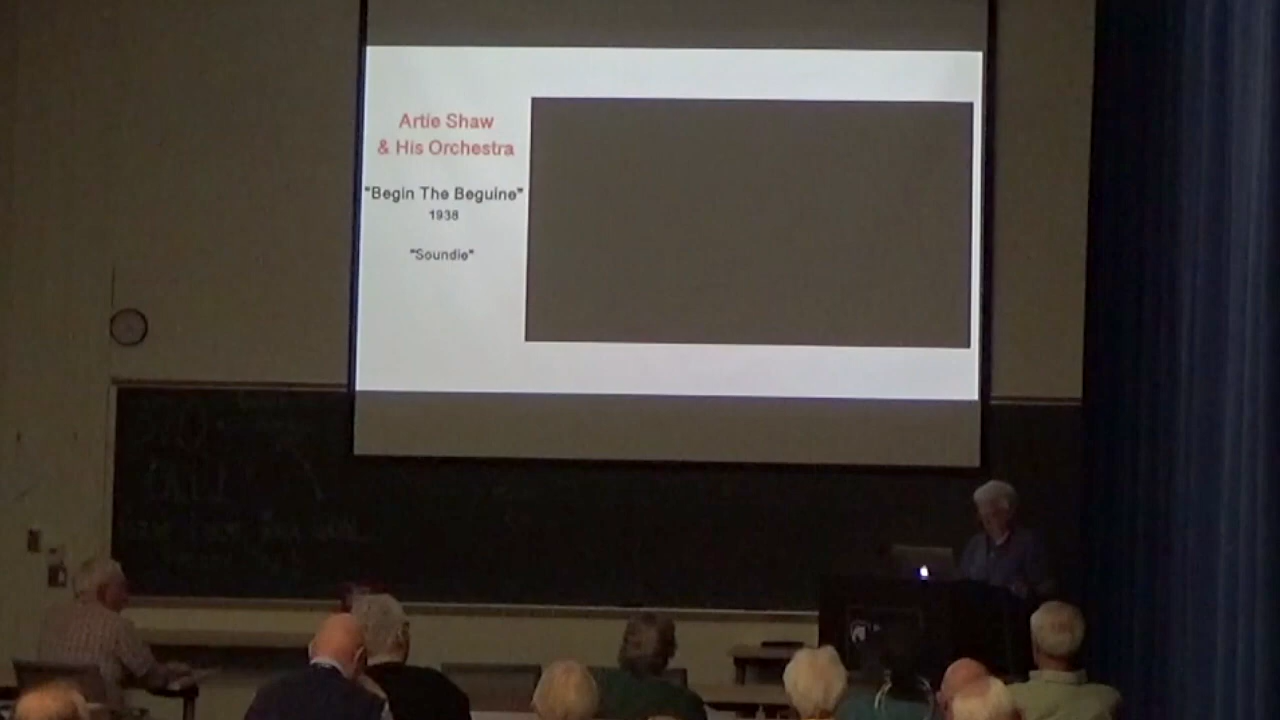 Artie Shaw
& His Orchestra
"Begin The Beguine"
1938
"Soundie"